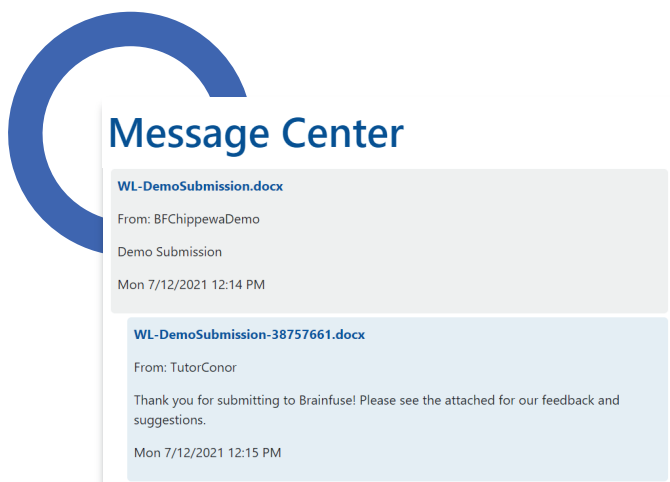 Message Center
WL-DemoSubmission.docx
From: BFChippewaDemo
Demo Submission
Mon 7/12/2021 12:14 PM
WL-DemoSubmission-38757661.docx
From: TutorConor
Thank you for submitting to Brainfuse! Please see the attached for our feedback and
suggestions.
Mon 7/12/2021 12:15 PM